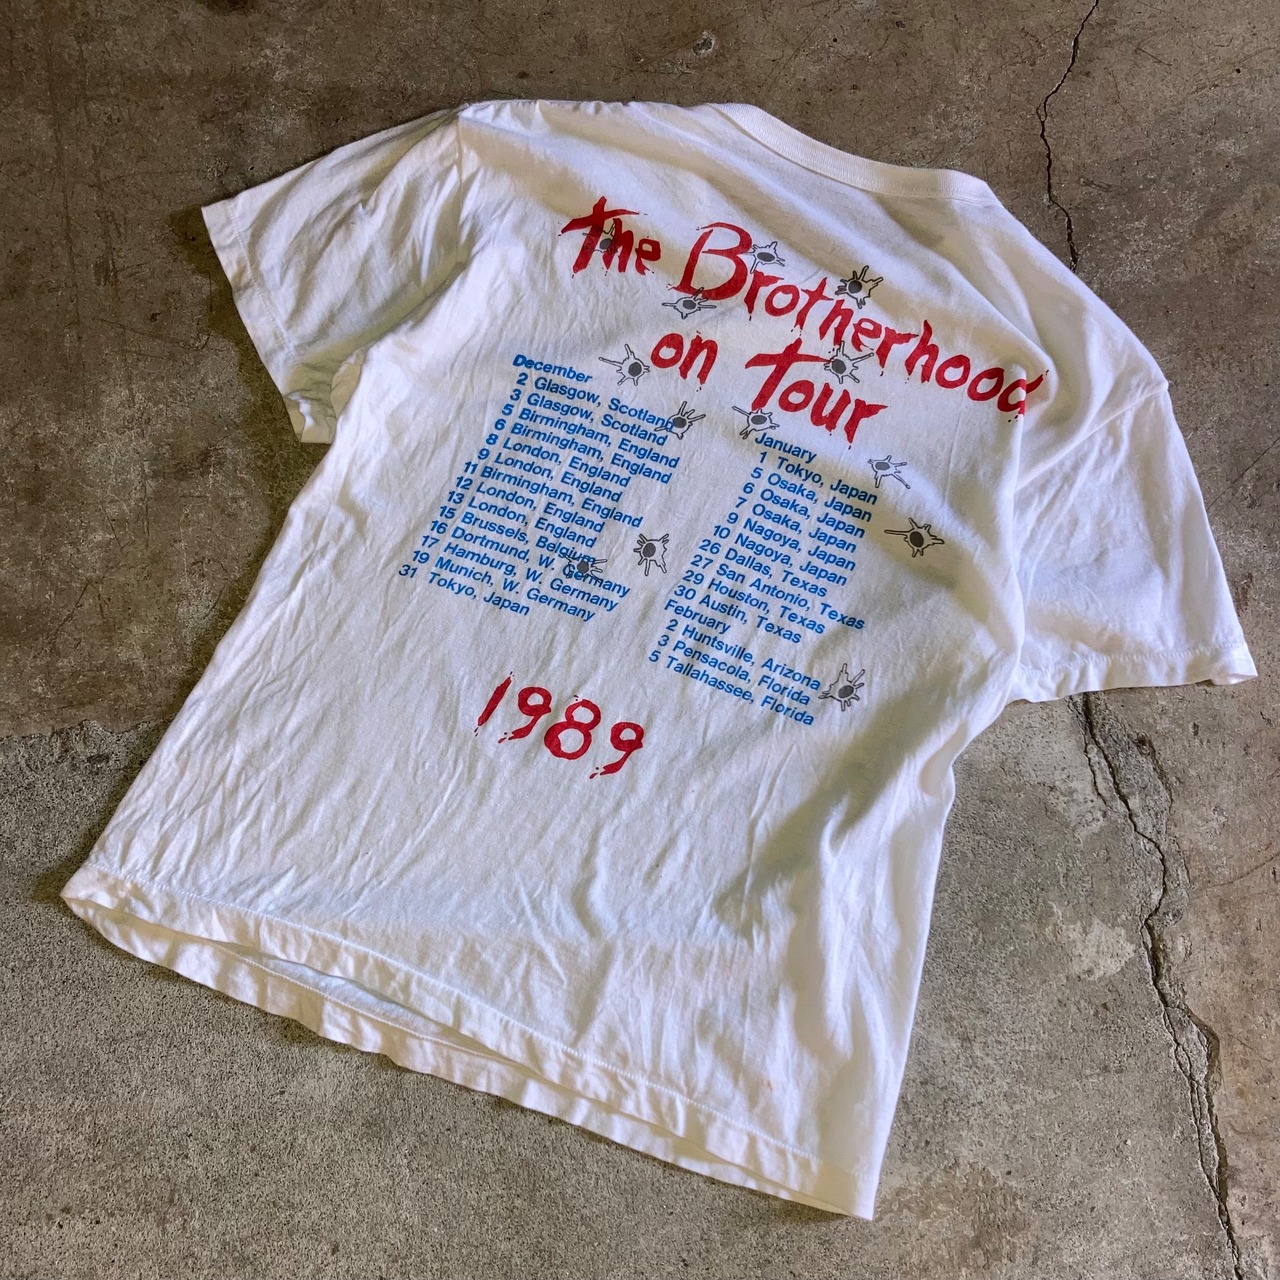 The Brotherhood
on Tour
December
2 Glasgow, Scotland
3 Glasgow, Scotland
5 Birmingham, England
6 Birmingham, England
8 London, England
9 London, England
11 Birmingham, England
12 London, England
13 London, England
15 Brussels, Belgium
16 Dortmund, W. Germany
17 Hamburg, W. Germany
19 Munich, W. Germany
31 Tokyo, Japan
January
1 Tokyo, Japan
5 Osaka, Japan
6 Osaka, Japan
7 Osaka, Japan
9 Nagoya, Japan
10 Nagoya, Japan
26 Dallas, Texas
27 San Antonio, Texas
29 Houston, Texas
30 Austin, Texas
February
2 Huntsville, Arizona
3 Pensacola, Florida
5 Tallahassee, Florida
1989